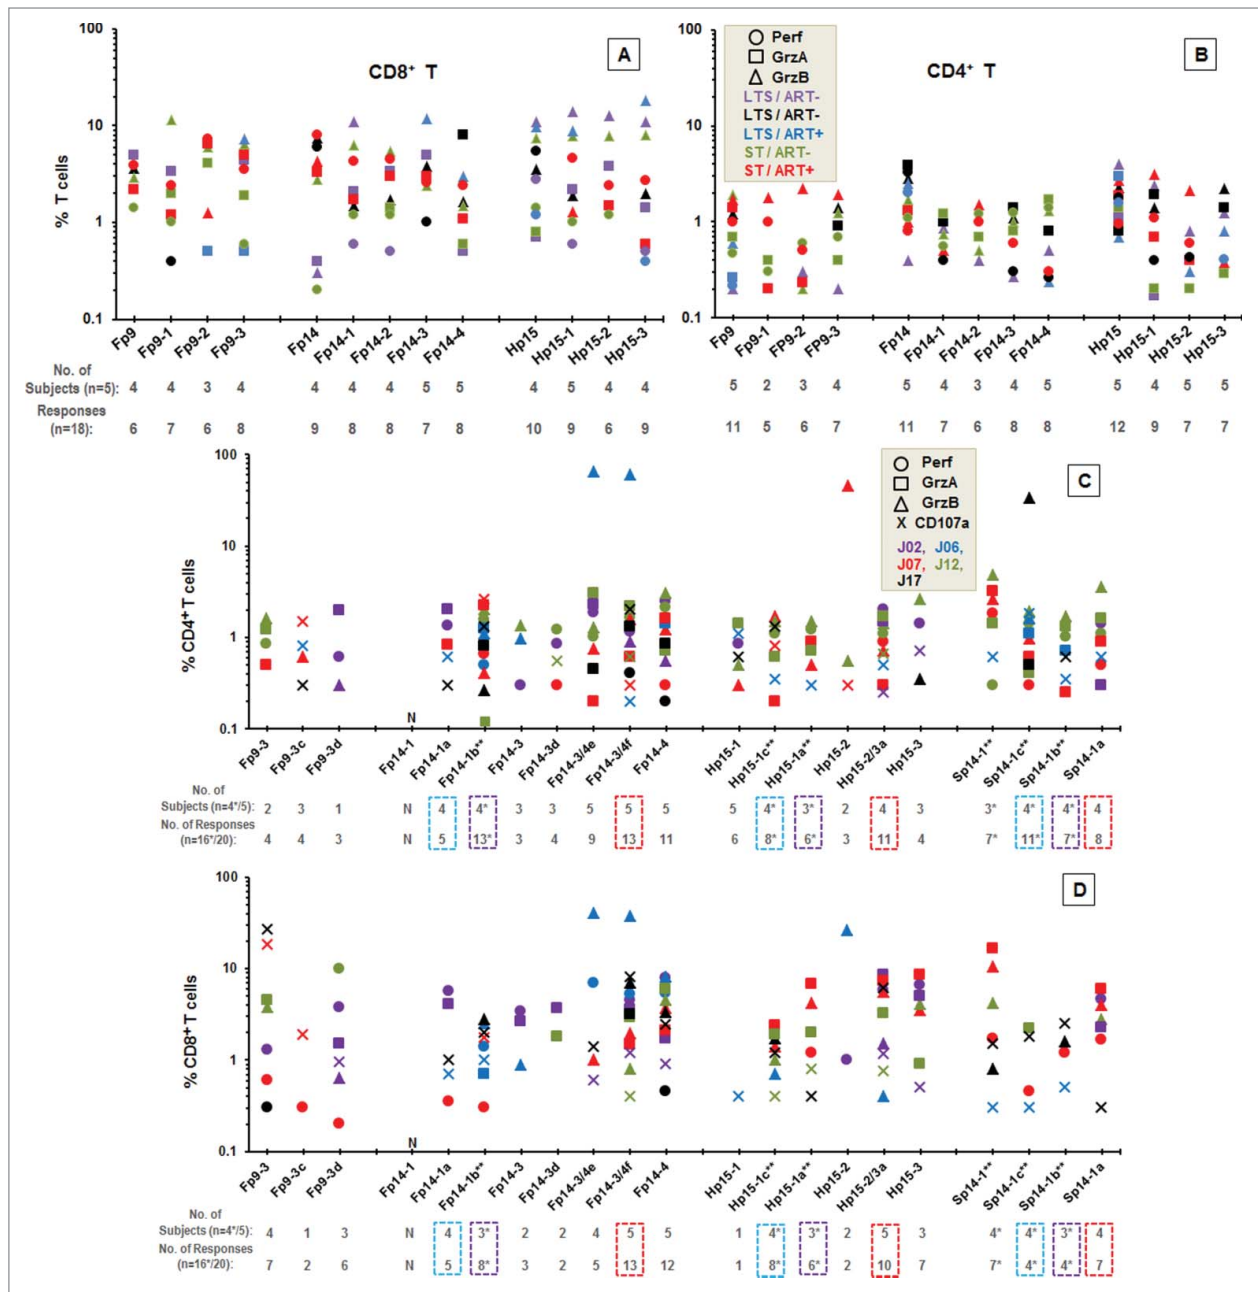 A
CD8⁺ T
% T cells
100
10
1
0.1
Fp9 Fp9-1 Fp9-2 Fp9-3 Fp14 Fp14-1 Fp14-2 Fp14-3 Fp14-4 Hp15 Hp15-1 Hp15-2 Hp15-3
No. of
Subjects (n=5): 4 4 3 4 4 4 4 5 5 4 5 4 4
Responses
(n=18): 6 7 6 8 9 8 8 7 8 10 9 6 9
B
CD4⁺ T
Perf
GrzA
GrzB
LTS / ART-
LTS / ART-
LTS / ART+
ST / ART-
ST / ART+
100
10
1
0.1
Fp9 Fp9-1 Fp9-2 FP9-3 Fp14 Fp14-1 Fp14-2 Fp14-3 Fp14-4 Hp15 Hp15-1 Hp15-2 Hp15-3
5 2 3 4 5 4 3 4 5 5 4 5 5
11 5 6 7 11 7 6 8 8 12 9 7 7
C
Perf
GrzA
GrzB
X CD107a
J02, J06,
J07, J12,
J17
% CD4⁺ T cells
100
10
1
0.1
N
Fp9-3 Fp9-3c Fp9-3d Fp14-1 Fp14-1a Fp14-1b** Fp14-3 Fp14-3d Fp14-3/4e Fp14-3/4f Fp14-4 Hp15-1 Hp15-1c** Hp15-1a** Hp15-2 Hp15-2/3a Hp15-3 Sp14-1** Sp14-1c** Sp14-1b** Sp14-1a
No. of
Subjects (n=4*/5): 2 3 1 N 4 4* 3 3 5 5 5 5 4* 3* 2 4 3 3* 4* 4* 4
No. of Responses
(n=16*/20): 4 4 3 N 5 13* 3 4 9 13 11 6 8* 6* 3 11 4 7* 11* 7* 8
D
% CD8⁺ T cells
100
10
1
0.1
N
Fp9-3 Fp9-3c Fp9-3d Fp14-1 Fp14-1a Fp14-1b** Fp14-3 Fp14-3d Fp14-3/4e Fp14-3/4f Fp14-4 Hp15-1 Hp15-1c** Hp15-1a** Hp15-2 Hp15-2/3a Hp15-3 Sp14-1** Sp14-1c** Sp14-1b** Sp14-1a
No. of
Subjects (n=4*/5): 4 1 3 N 4 3* 2 2 4 5 5 1 4* 3* 2 5 3 4* 4* 3* 4
No. of Responses
(n=16*/20): 7 2 6 N 5 8* 3 2 5 13 12 1 8* 6* 2 10 7 7* 4* 4* 7